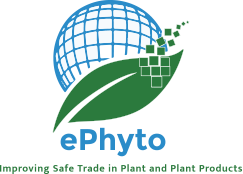 ePhyto
Improving Safe Trade in Plant and Plant Products